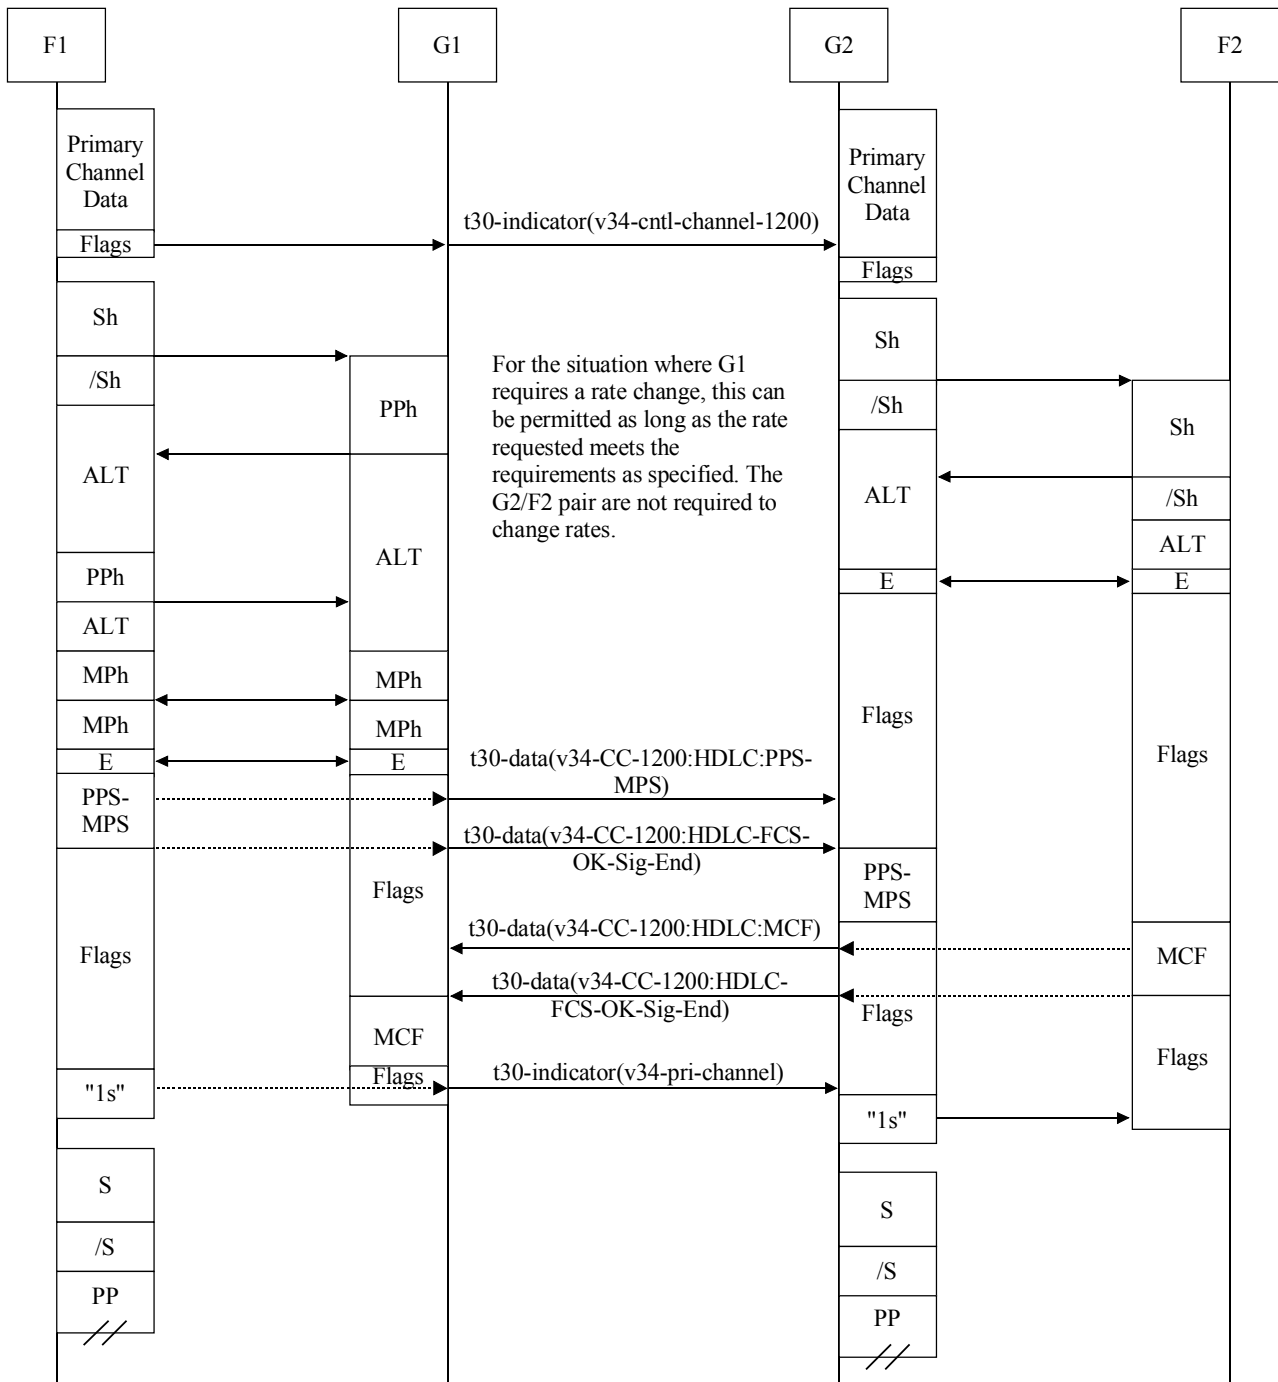 F1
G1
G2
F2
Primary
Channel
Data
Flags
t30-indicator(v34-cntl-channel-1200)
Primary
Channel
Data
Flags
Sh
/Sh
ALT
PPh
ALT
MPh
MPh
E
PPS-
MPS
Flags
"1s"
S
/S
PP
PPh
ALT
MPh
MPh
E
Flags
MCF
Flags
For the situation where G1
requires a rate change, this can
be permitted as long as the rate
requested meets the
requirements as specified. The
G2/F2 pair are not required to
change rates.
t30-data(v34-CC-1200:HDLC:PPS-
MPS)
t30-data(v34-CC-1200:HDLC-FCS-
OK-Sig-End)
t30-data(v34-CC-1200:HDLC:MCF)
t30-data(v34-CC-1200:HDLC-
FCS-OK-Sig-End)
t30-indicator(v34-pri-channel)
Sh
/Sh
ALT
E
Flags
PPS-
MPS
Flags
"1s"
S
/S
PP
Sh
/Sh
ALT
E
Flags
MCF
Flags